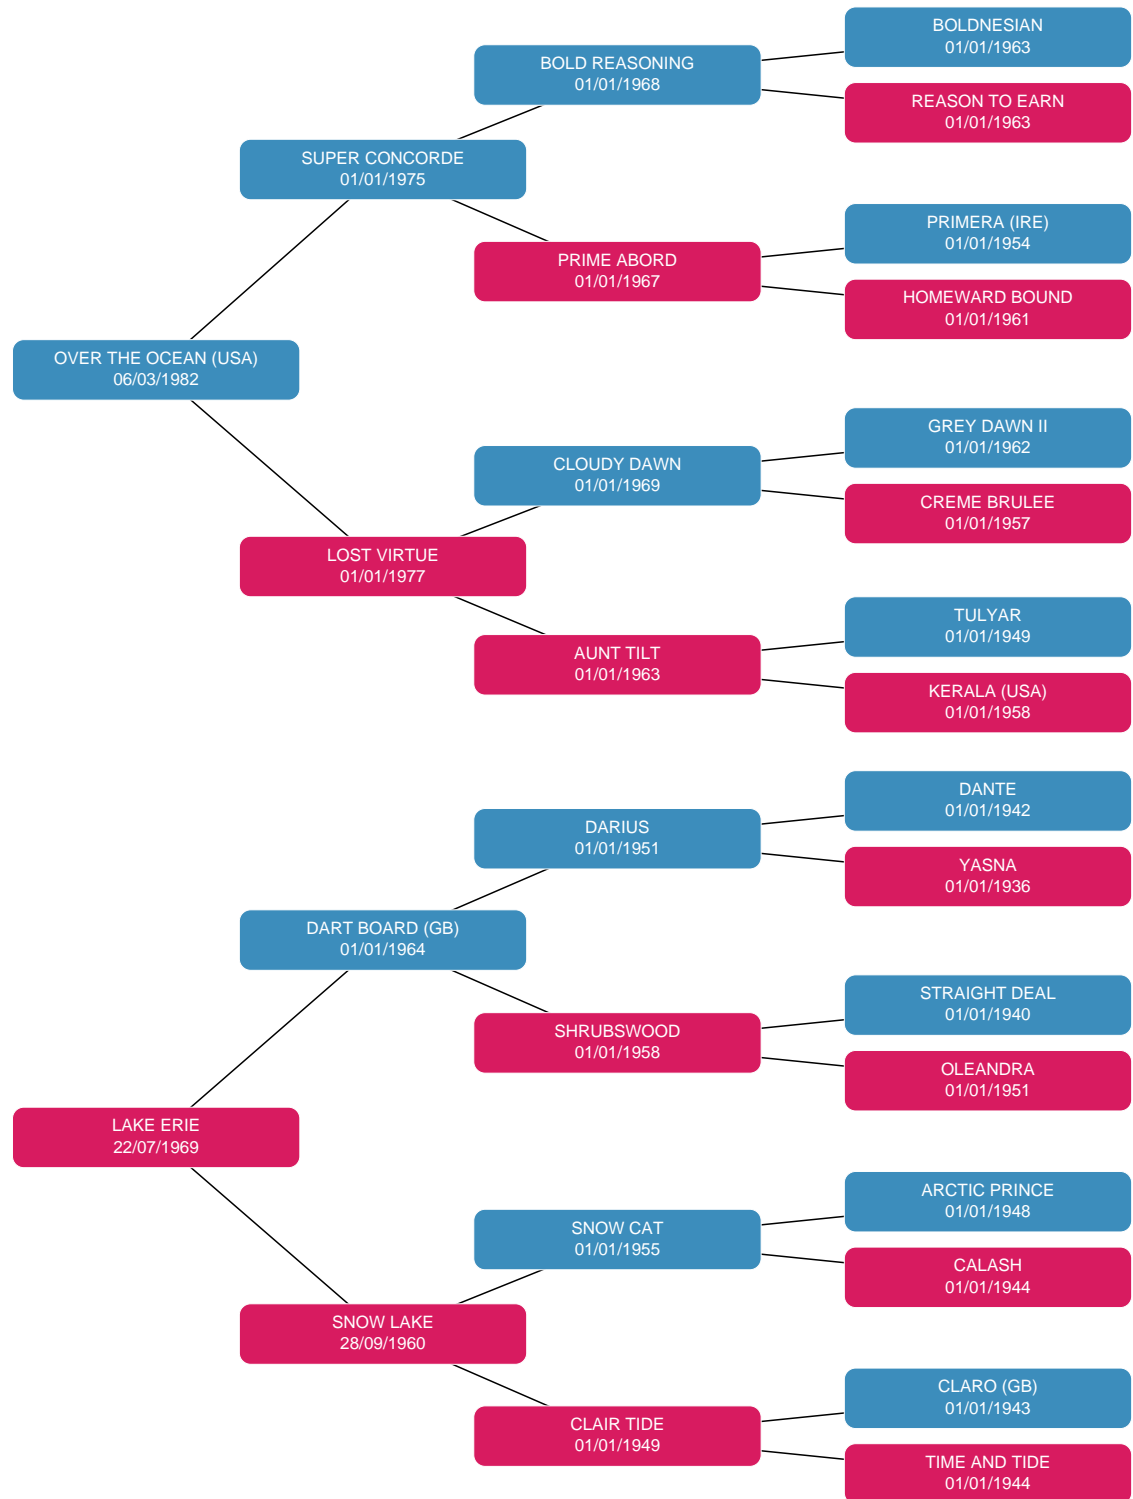 BOLDNESIAN
01/01/1963
BOLD REASONING
01/01/1968
REASON TO EARN
01/01/1963
SUPER CONCORDE
01/01/1975
PRIMERA (IRE)
01/01/1954
PRIME ABORD
01/01/1967
HOMEWARD BOUND
01/01/1961
OVER THE OCEAN (USA)
06/03/1982
GREY DAWN II
01/01/1962
CLOUDY DAWN
01/01/1969
CREME BRULEE
01/01/1957
LOST VIRTUE
01/01/1977
TULYAR
01/01/1949
AUNT TILT
01/01/1963
KERALA (USA)
01/01/1958
DANTE
01/01/1942
DARIUS
01/01/1951
YASNA
01/01/1936
DART BOARD (GB)
01/01/1964
STRAIGHT DEAL
01/01/1940
SHRUBSWOOD
01/01/1958
OLEANDRA
01/01/1951
LAKE ERIE
22/07/1969
ARCTIC PRINCE
01/01/1948
SNOW CAT
01/01/1955
CALASH
01/01/1944
SNOW LAKE
28/09/1960
CLARO (GB)
01/01/1943
CLAIR TIDE
01/01/1949
TIME AND TIDE
01/01/1944